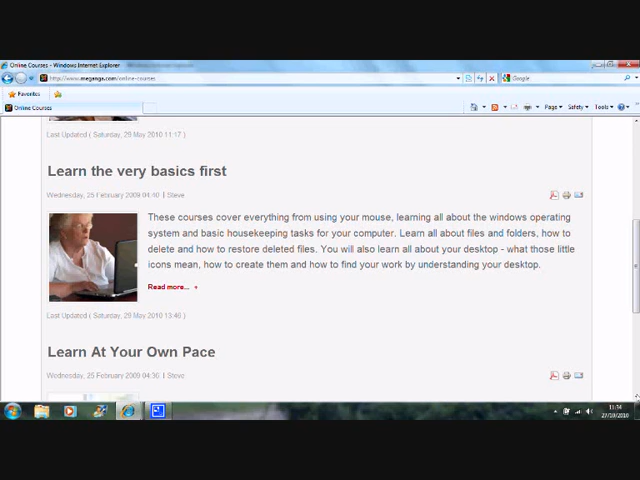 Online Courses - Windows Internet Explorer
http://www.meganga.com/online-courses
Google
Favorites
Online Courses
Page
Safety
Tools
Last Updated ( Saturday, 29 May 2010 11:17 )
Learn the very basics first
Wednesday, 25 February 2009 04:40 | Steve
These courses cover everything from using your mouse, learning all about the windows operating
system and basic housekeeping tasks for your computer. Learn all about files and folders, how to
delete and how to restore deleted files. You will also learn all about your desktop - what those little
icons mean, how to create them and how to find your work by understanding your desktop.
Read more...
Last Updated ( Saturday, 29 May 2010 13:46 )
Learn At Your Own Pace
Wednesday, 25 February 2009 04:36 | Steve
11:34
27/10/2010